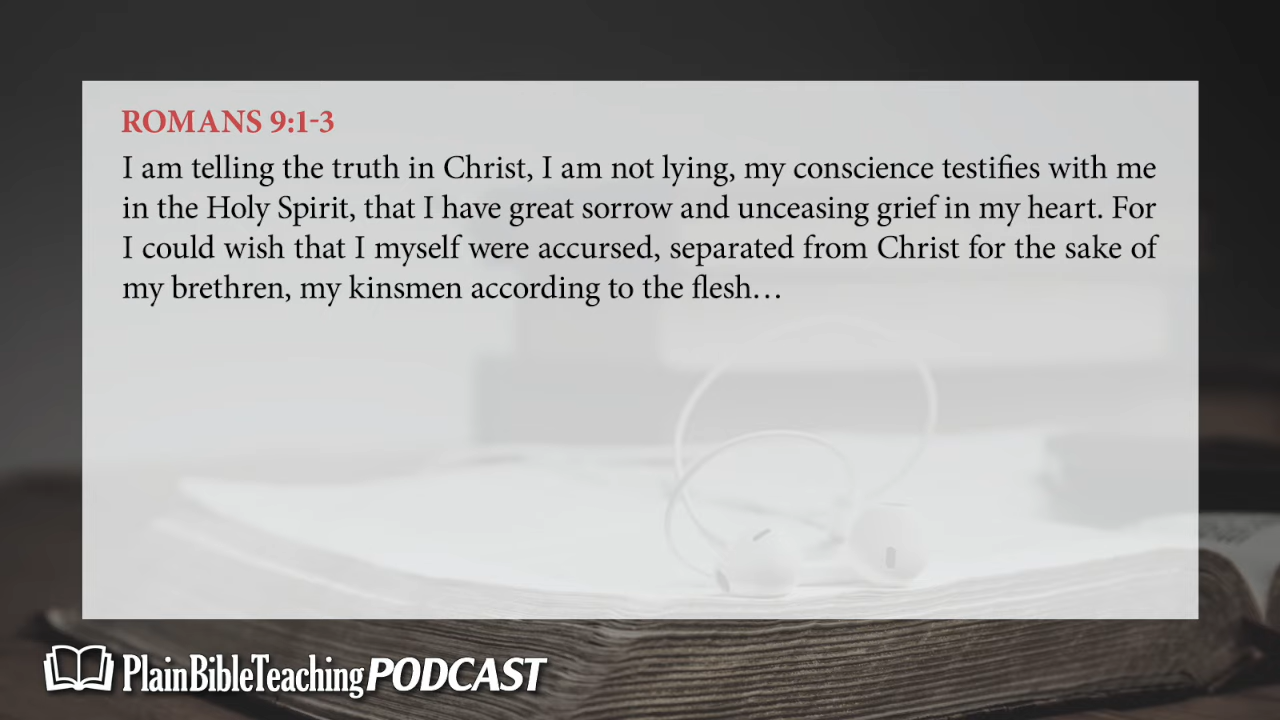 ROMANS 9:1-3
I am telling the truth in Christ, I am not lying, my conscience testifies with me
in the Holy Spirit, that I have great sorrow and unceasing grief in my heart. For
I could wish that I myself were accursed, separated from Christ for the sake of
my brethren, my kinsmen according to the flesh…
PlainBibleTeaching PODCAST